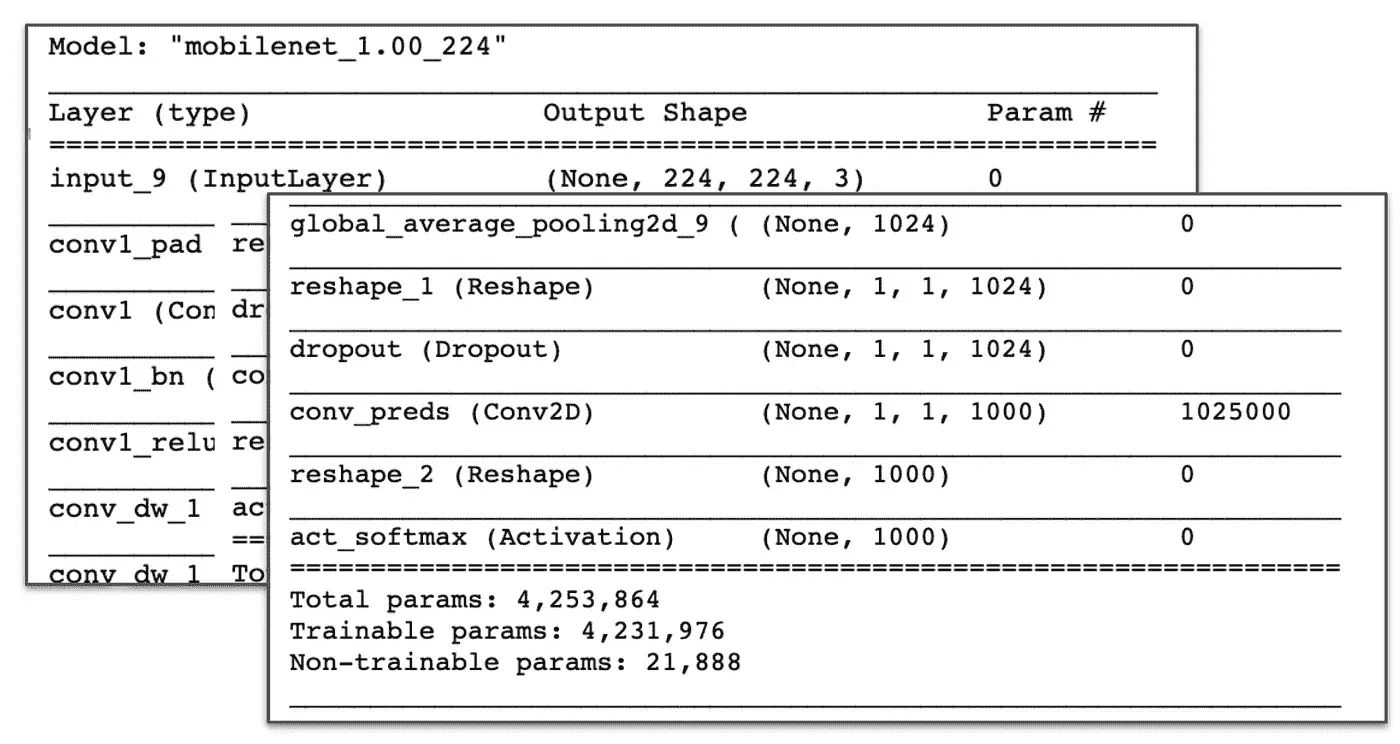 Model: "mobilenet_1.00_224"
Layer (type) Output Shape Param #
input_9 (InputLayer) (None, 224, 224, 3) 0
conv1_pad re
conv1 (Con dr
conv1_bn ( co
conv1_relu re
conv_dw_1 ac
conv_dw_1 To
global_average_pooling2d_9 ( (None, 1024) 0
reshape_1 (Reshape) (None, 1, 1, 1024) 0
dropout (Dropout) (None, 1, 1, 1024) 0
conv_preds (Conv2D) (None, 1, 1, 1000) 1025000
reshape_2 (Reshape) (None, 1000) 0
act_softmax (Activation) (None, 1000) 0
Total params: 4,253,864
Trainable params: 4,231,976
Non-trainable params: 21,888